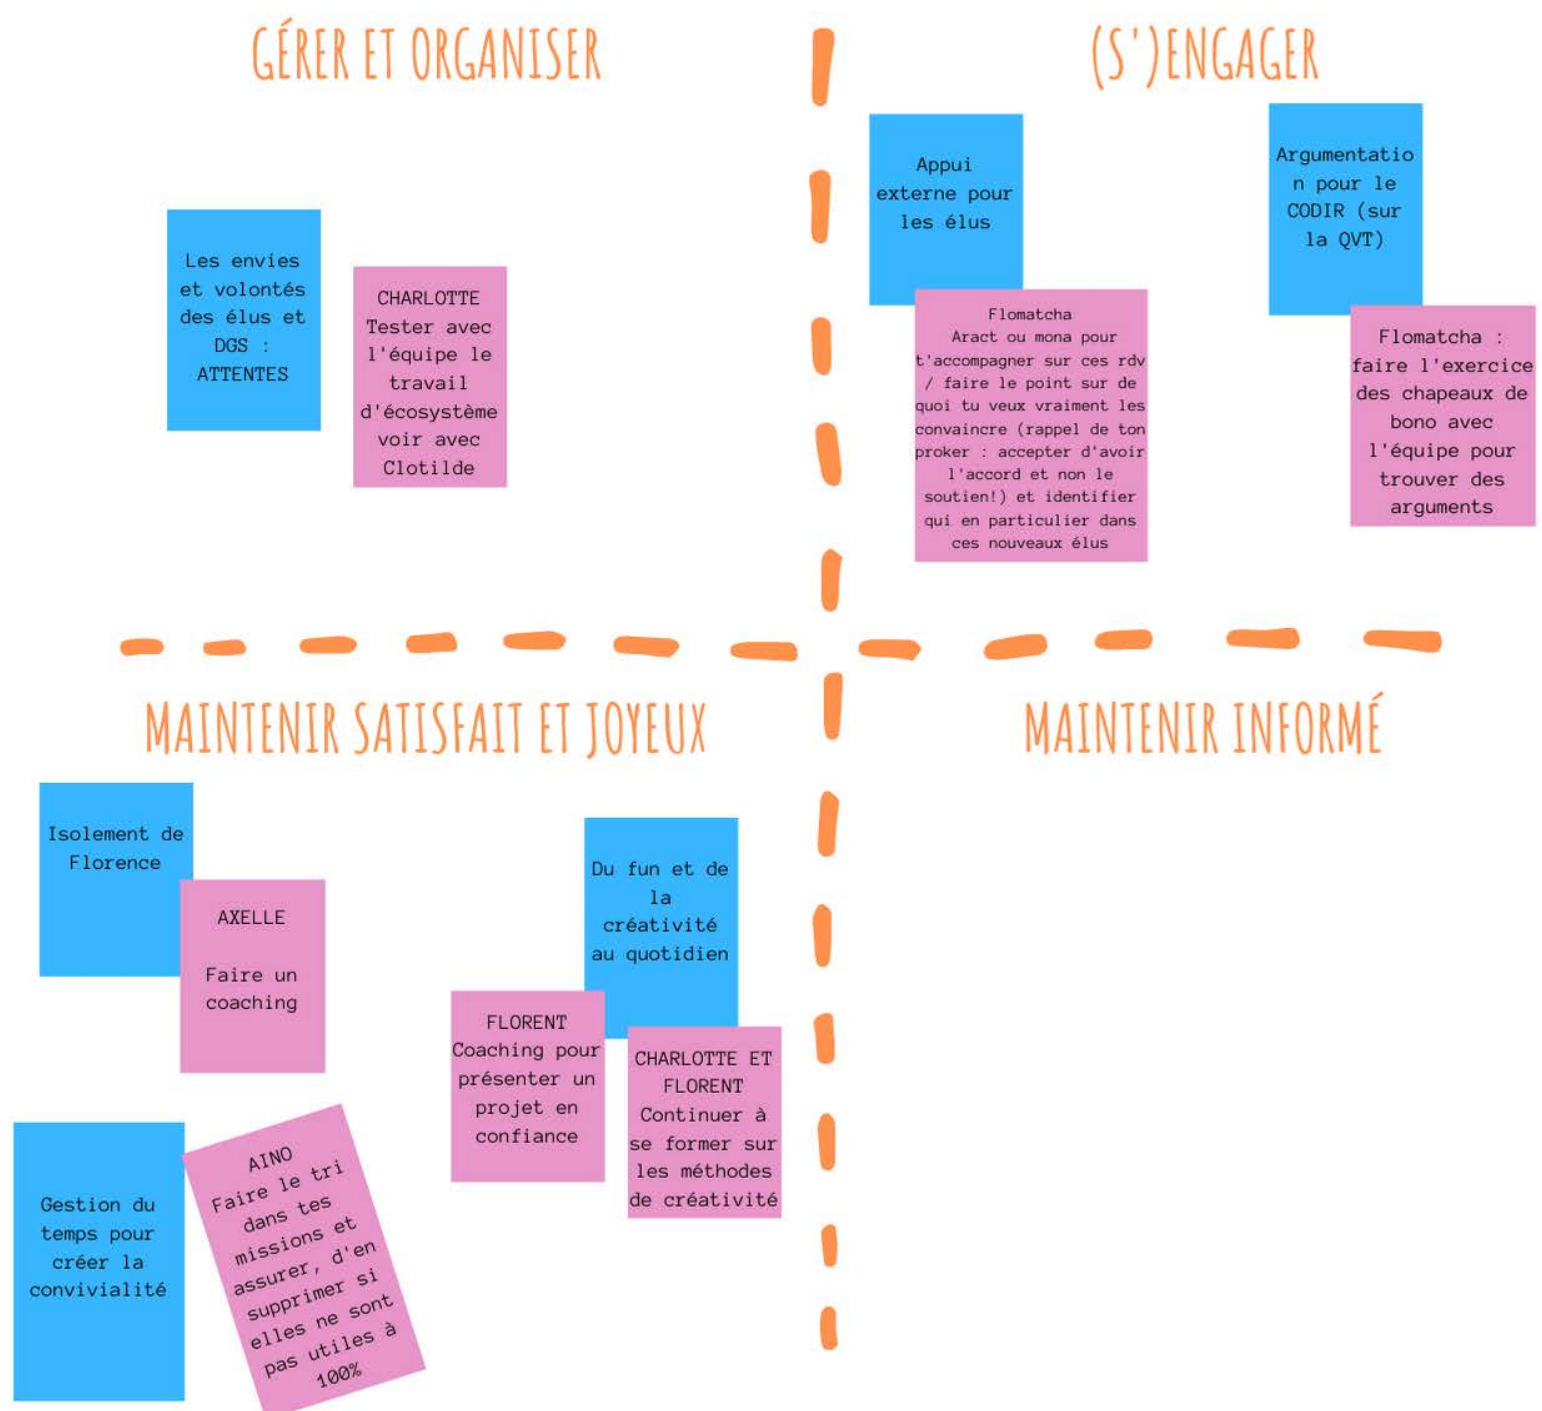 GÉRER ET ORGANISER
Les envies
et volontés
des élus et
DGS :
ATTENTES
CHARLOTTE
Tester avec
l'équipe le
travail
d'écosystème
voir avec
Clotilde
(S')ENGAGER
Appui
externe pour
les élus
Flomatcha
Aract ou mona pour
t'accompagner sur ces rdv
/ faire le point sur de
quoi tu veux vraiment les
convaincre (rappel de ton
proker : accepter d'avoir
l'accord et non le
soutien!) et identifier
qui en particulier dans
ces nouveaux élus
Argumentatio
n pour le
CODIR (sur
la QVT)
Flomatcha :
faire l'exercice
des chapeaux de
bono avec
l'équipe pour
trouver des
arguments
MAINTENIR SATISFAIT ET JOYEUX
Isolement de
Florence
AXELLE
Faire un
coaching
Du fun et de
la
créativité
au quotidien
FLORENT
Coaching pour
présenter un
projet en
confiance
CHARLOTTE ET
FLORENT
Continuer à
se former sur
les méthodes
de créativité
Gestion du
temps pour
créer la
convivialité
AINO
Faire le tri
dans tes
missions et
assurer, d'en
supprimer si
elles ne sont
pas utiles à
100%
MAINTENIR INFORMÉ